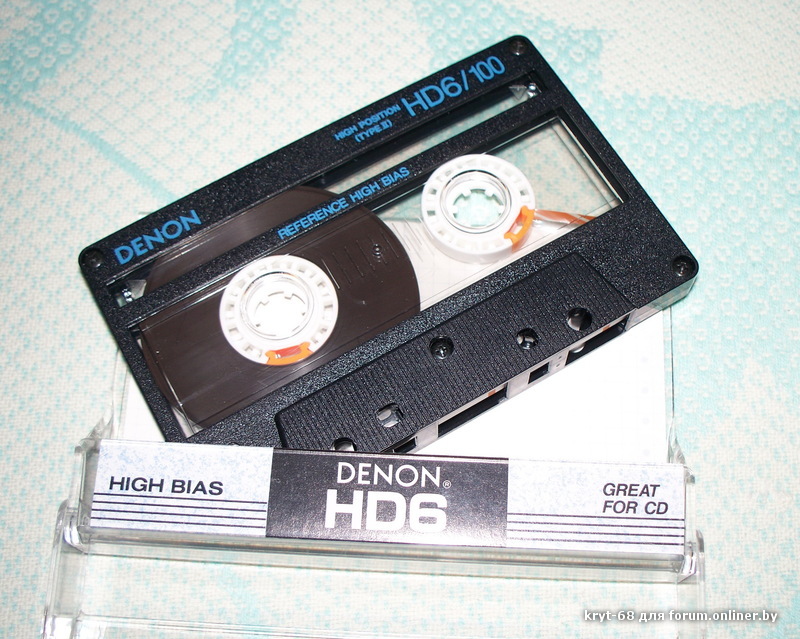 HD6/100
HIGH POSITION
(TYPE II)
REFERENCE HIGH BIAS
DENON
HIGH BIAS
DENON®
HD6
GREAT
FOR CD
kryt-68 для forum.onliner.by